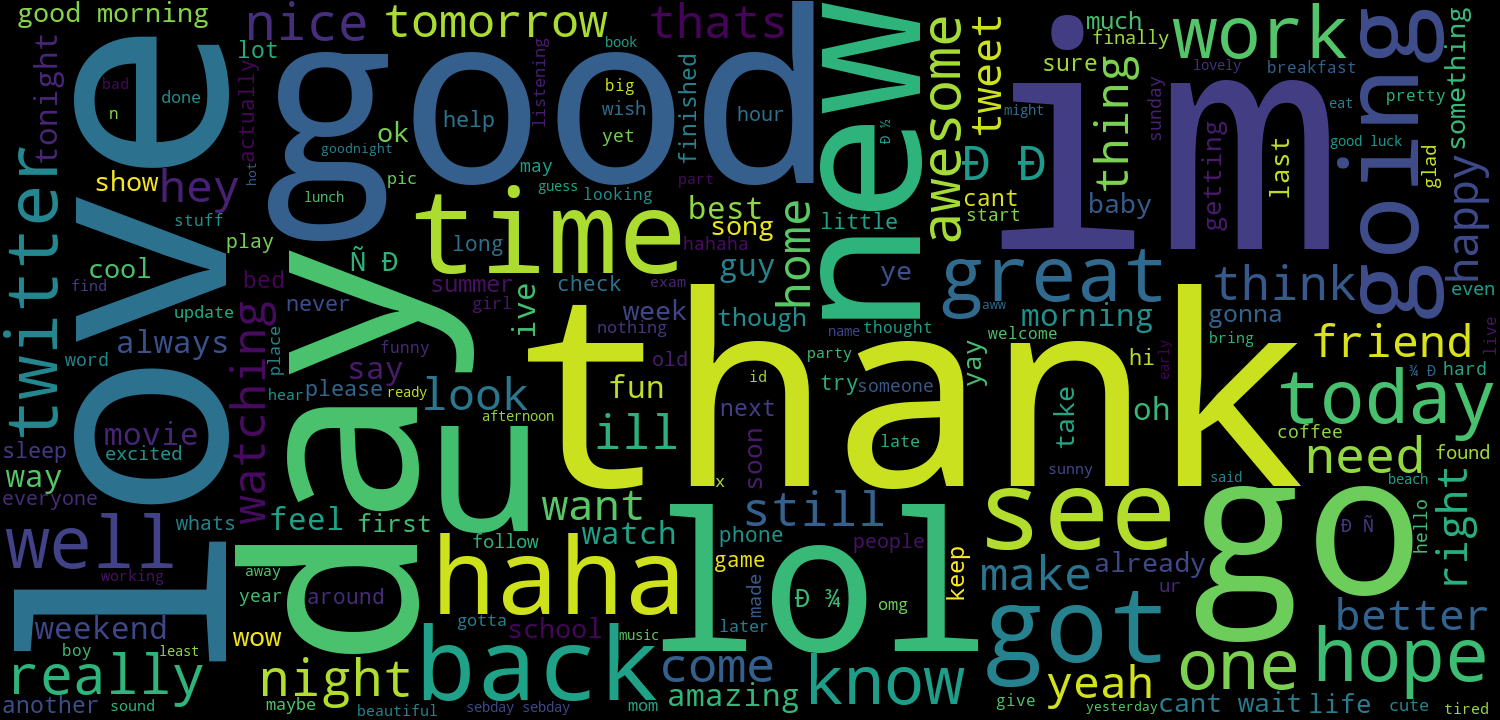 good morning
nice
tomorrow
thats
new
much
finally
work
going
something
lot
book
sure
lovely
breakfast
tonight
love
bad
done
n
actually
good
listening
big
wish
yet
help
hour
finished
awesome
tweet
im
might
thing
sunday
eat
pretty
ok
goodnight
Ð ½
Ð Ð
getting
last
good luck
glad
happy
twitter
show
hey
hot
lunch
pic
may
guess
looking
part
cant
start
baby
stuff
play
time
long
best
song
home
little
hahaha
cool
find
Ñ Ð
day
guy
ye
great
think
even
bed
summer
girl
check
exam
update
never
ive
week
nothing
though
name
thought
aww
morning
welcome
gonna
word
always
watching
place
funny
thank
old
party
yay
hi
early
bring
friend
live
say
hear
please
ready
look
fun
id
try
someone
¾ Ð
hard
today
afternoon
next
take
oh
coffee
movie
excited
sleep
u
ill
soon
late
need
found
way
sunny
said
beach
everyone
x
want
still
see
go
right
hello
well
whats
feel
first
follow
watch
phone
people
Ð Ñ
working
away
haha
game
lol
keep
make
already
ur
year
around
made
Ð ¾
omg
weekend
wow
gotta
school
music
later
got
better
boy
least
really
night
back
come
know
one
hope
another
sound
maybe
beautiful
sebday sebday
mom
amazing
give
yeah
yesterday
cant wait
life
cute
tired